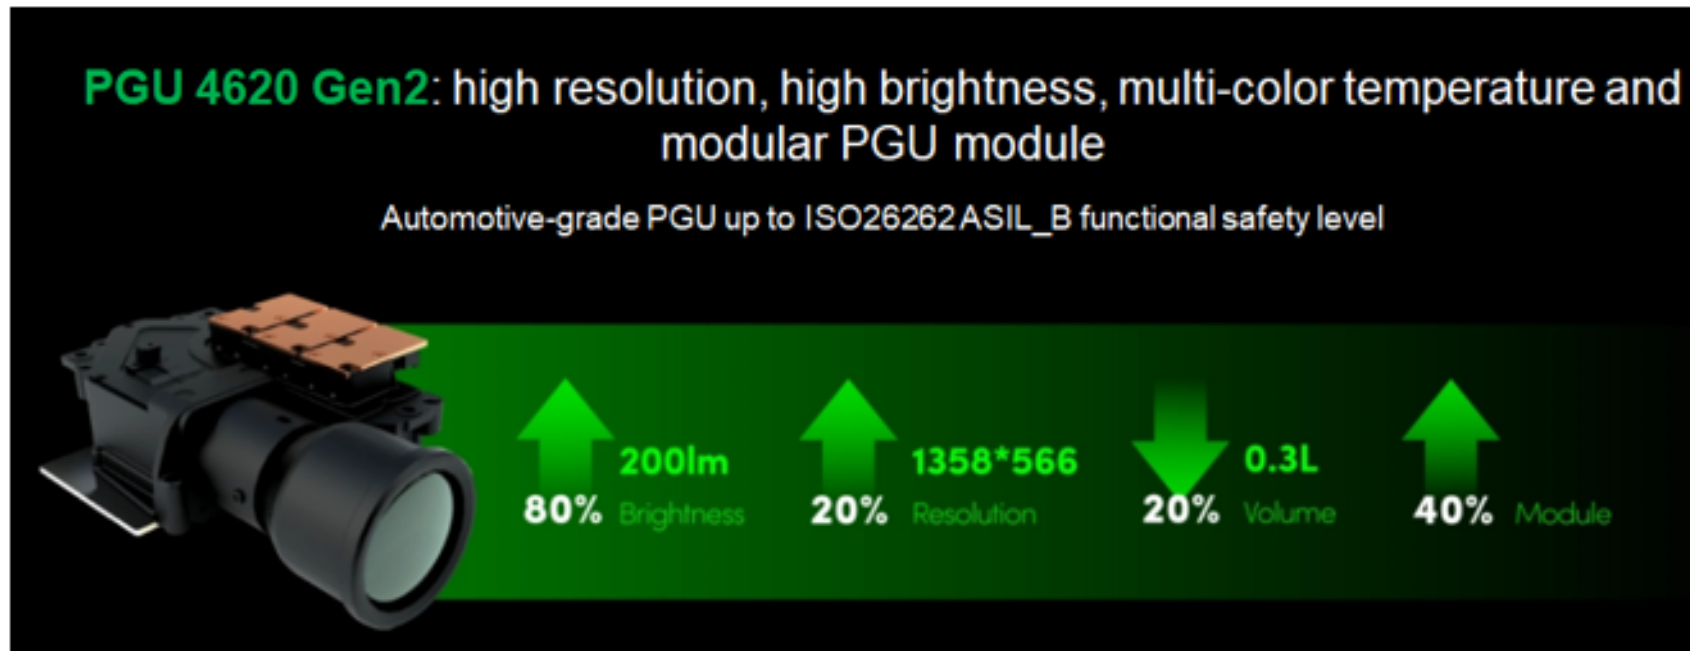 PGU 4620 Gen2: high resolution, high brightness, multi-color temperature and
modular PGU module
Automotive-grade PGU up to ISO26262 ASIL_B functional safety level
200lm
80% Brightness
1358*566
20% Resolution
0.3L
20% Volume
40% Module